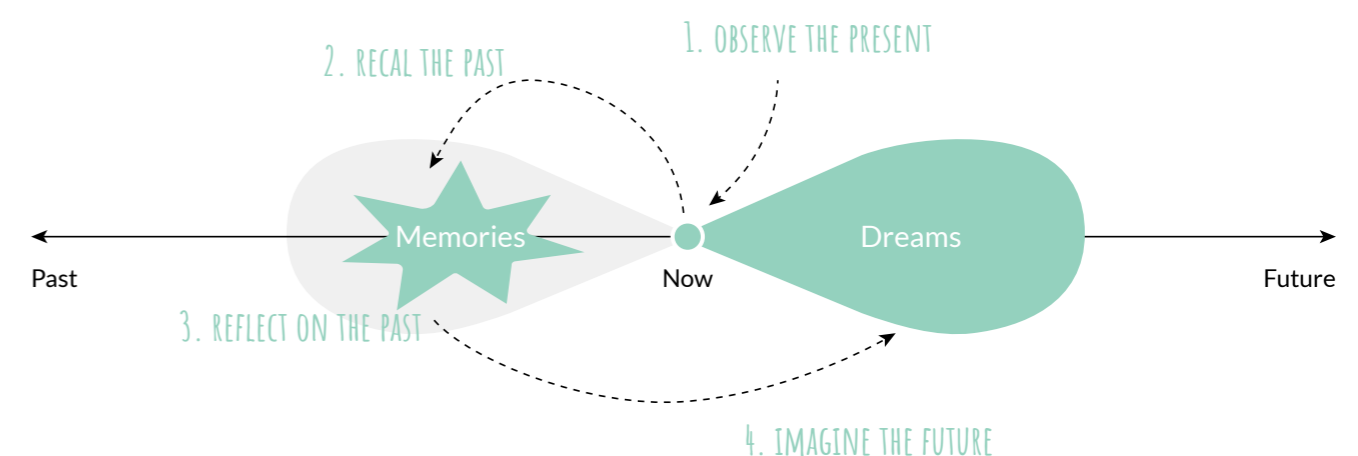 1. OBSERVE THE PRESENT
2. RECAL THE PAST
Memories
Dreams
Past
Now
Future
3. REFLECT ON THE PAST
4. IMAGINE THE FUTURE